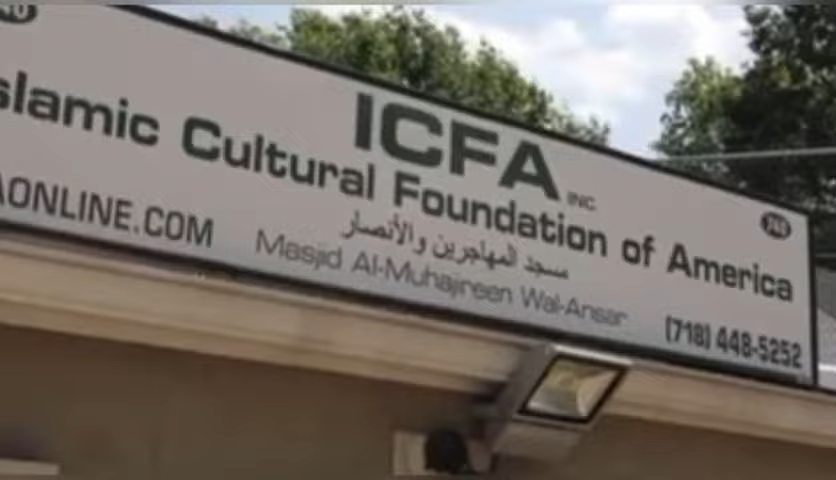 ICFA INC
slamic Cultural Foundation of America
مسجد المهاجرين والأنصار
AONLINE.COM
Masjid Al-Muhajireen Wal-Ansar
(718) 448-5252